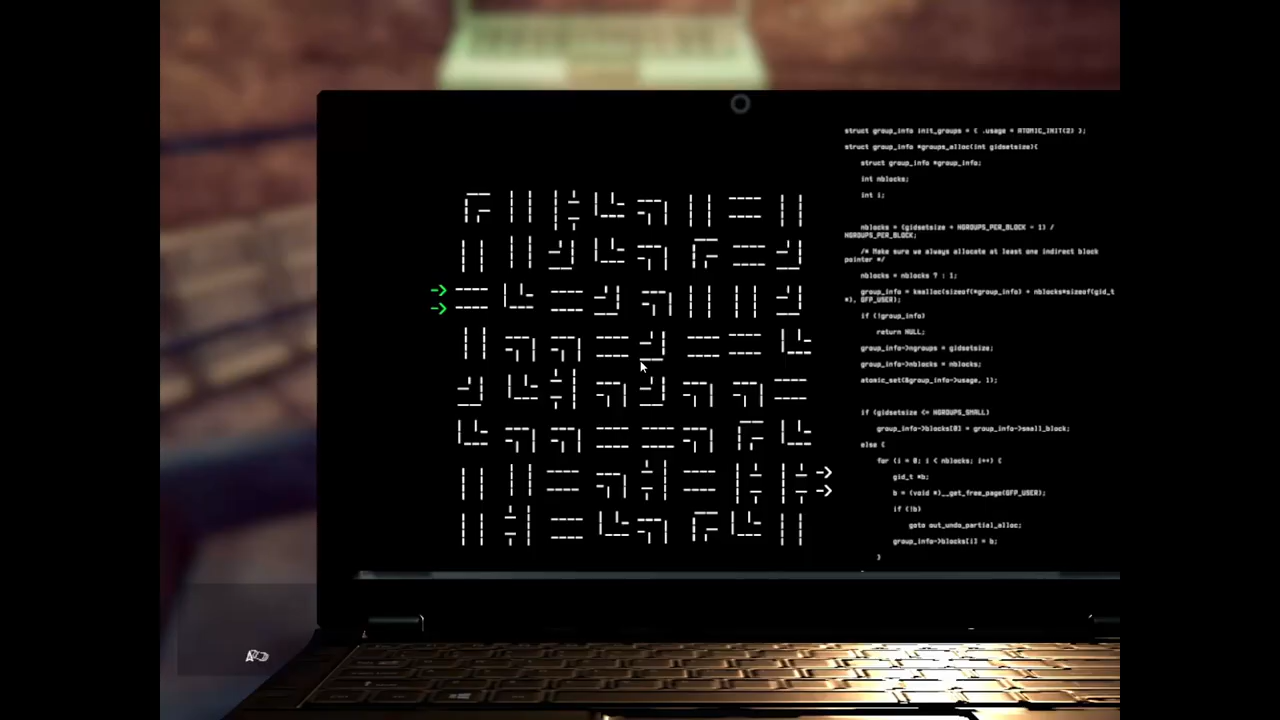 struct group_info init_groups = { .usage = ATOMIC_INIT(2) };
struct group_info *groups_alloc(int gidsetsize){
struct group_info *group_info;
int nblocks;
int i;
nblocks = (gidsetsize + NGROUPS_PER_BLOCK - 1) /
NGROUPS_PER_BLOCK;
/* Make sure we always allocate at least one indirect block
pointer */
nblocks = nblocks ? : 1;
group_info = kmalloc(sizeof(*group_info) + nblocks*sizeof(gid_t
*), GFP_USER);
if (!group_info)
return NULL;
group_info->ngroups = gidsetsize;
group_info->nblocks = nblocks;
atomic_set(&group_info->usage, 1);
if (gidsetsize <= NGROUPS_SMALL)
group_info->blocks[0] = group_info->small_block;
else {
for (i = 0; i < nblocks; i++) {
gid_t *b;
b = (void *)__get_free_page(GFP_USER);
if (!b)
goto out_undo_partial_alloc;
group_info->blocks[i] = b;
}
A